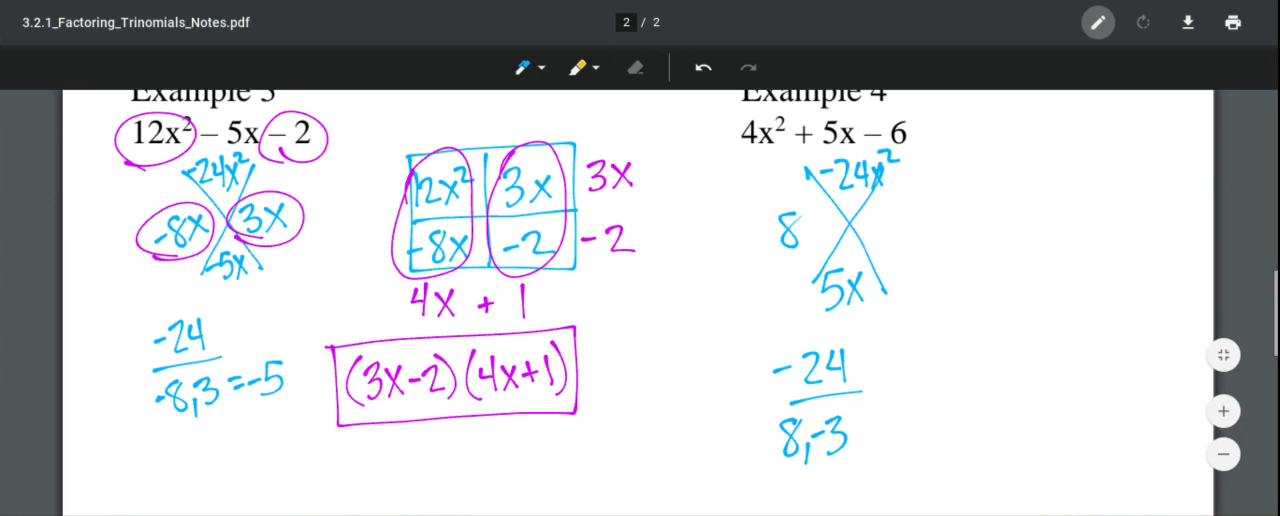 3.2.1_Factoring_Trinomials_Notes.pdf
2 / 2
Example 3
12x² – 5x – 2
-24x²
-8x 3x
-5x
-24
-8,3 = -5
12x² 3x 3x
-8x -2 -2
4x + 1
(3x-2)(4x+1)
Example 4
4x² + 5x – 6
-24x²
8
5x
-24
8,-3